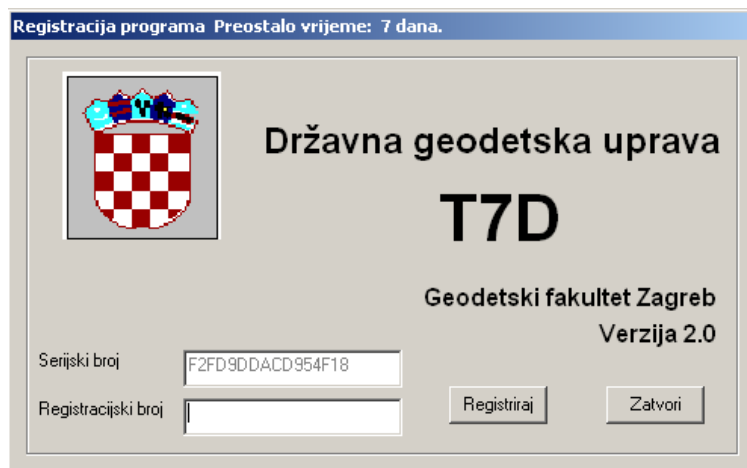 Registracija programa Preostalo vrijeme: 7 dana.
Državna geodetska uprava
T7D
Geodetski fakultet Zagreb
Verzija 2.0
Serijski broj F2FD9DDACD954F18
Registracijski broj Registriraj Zatvori